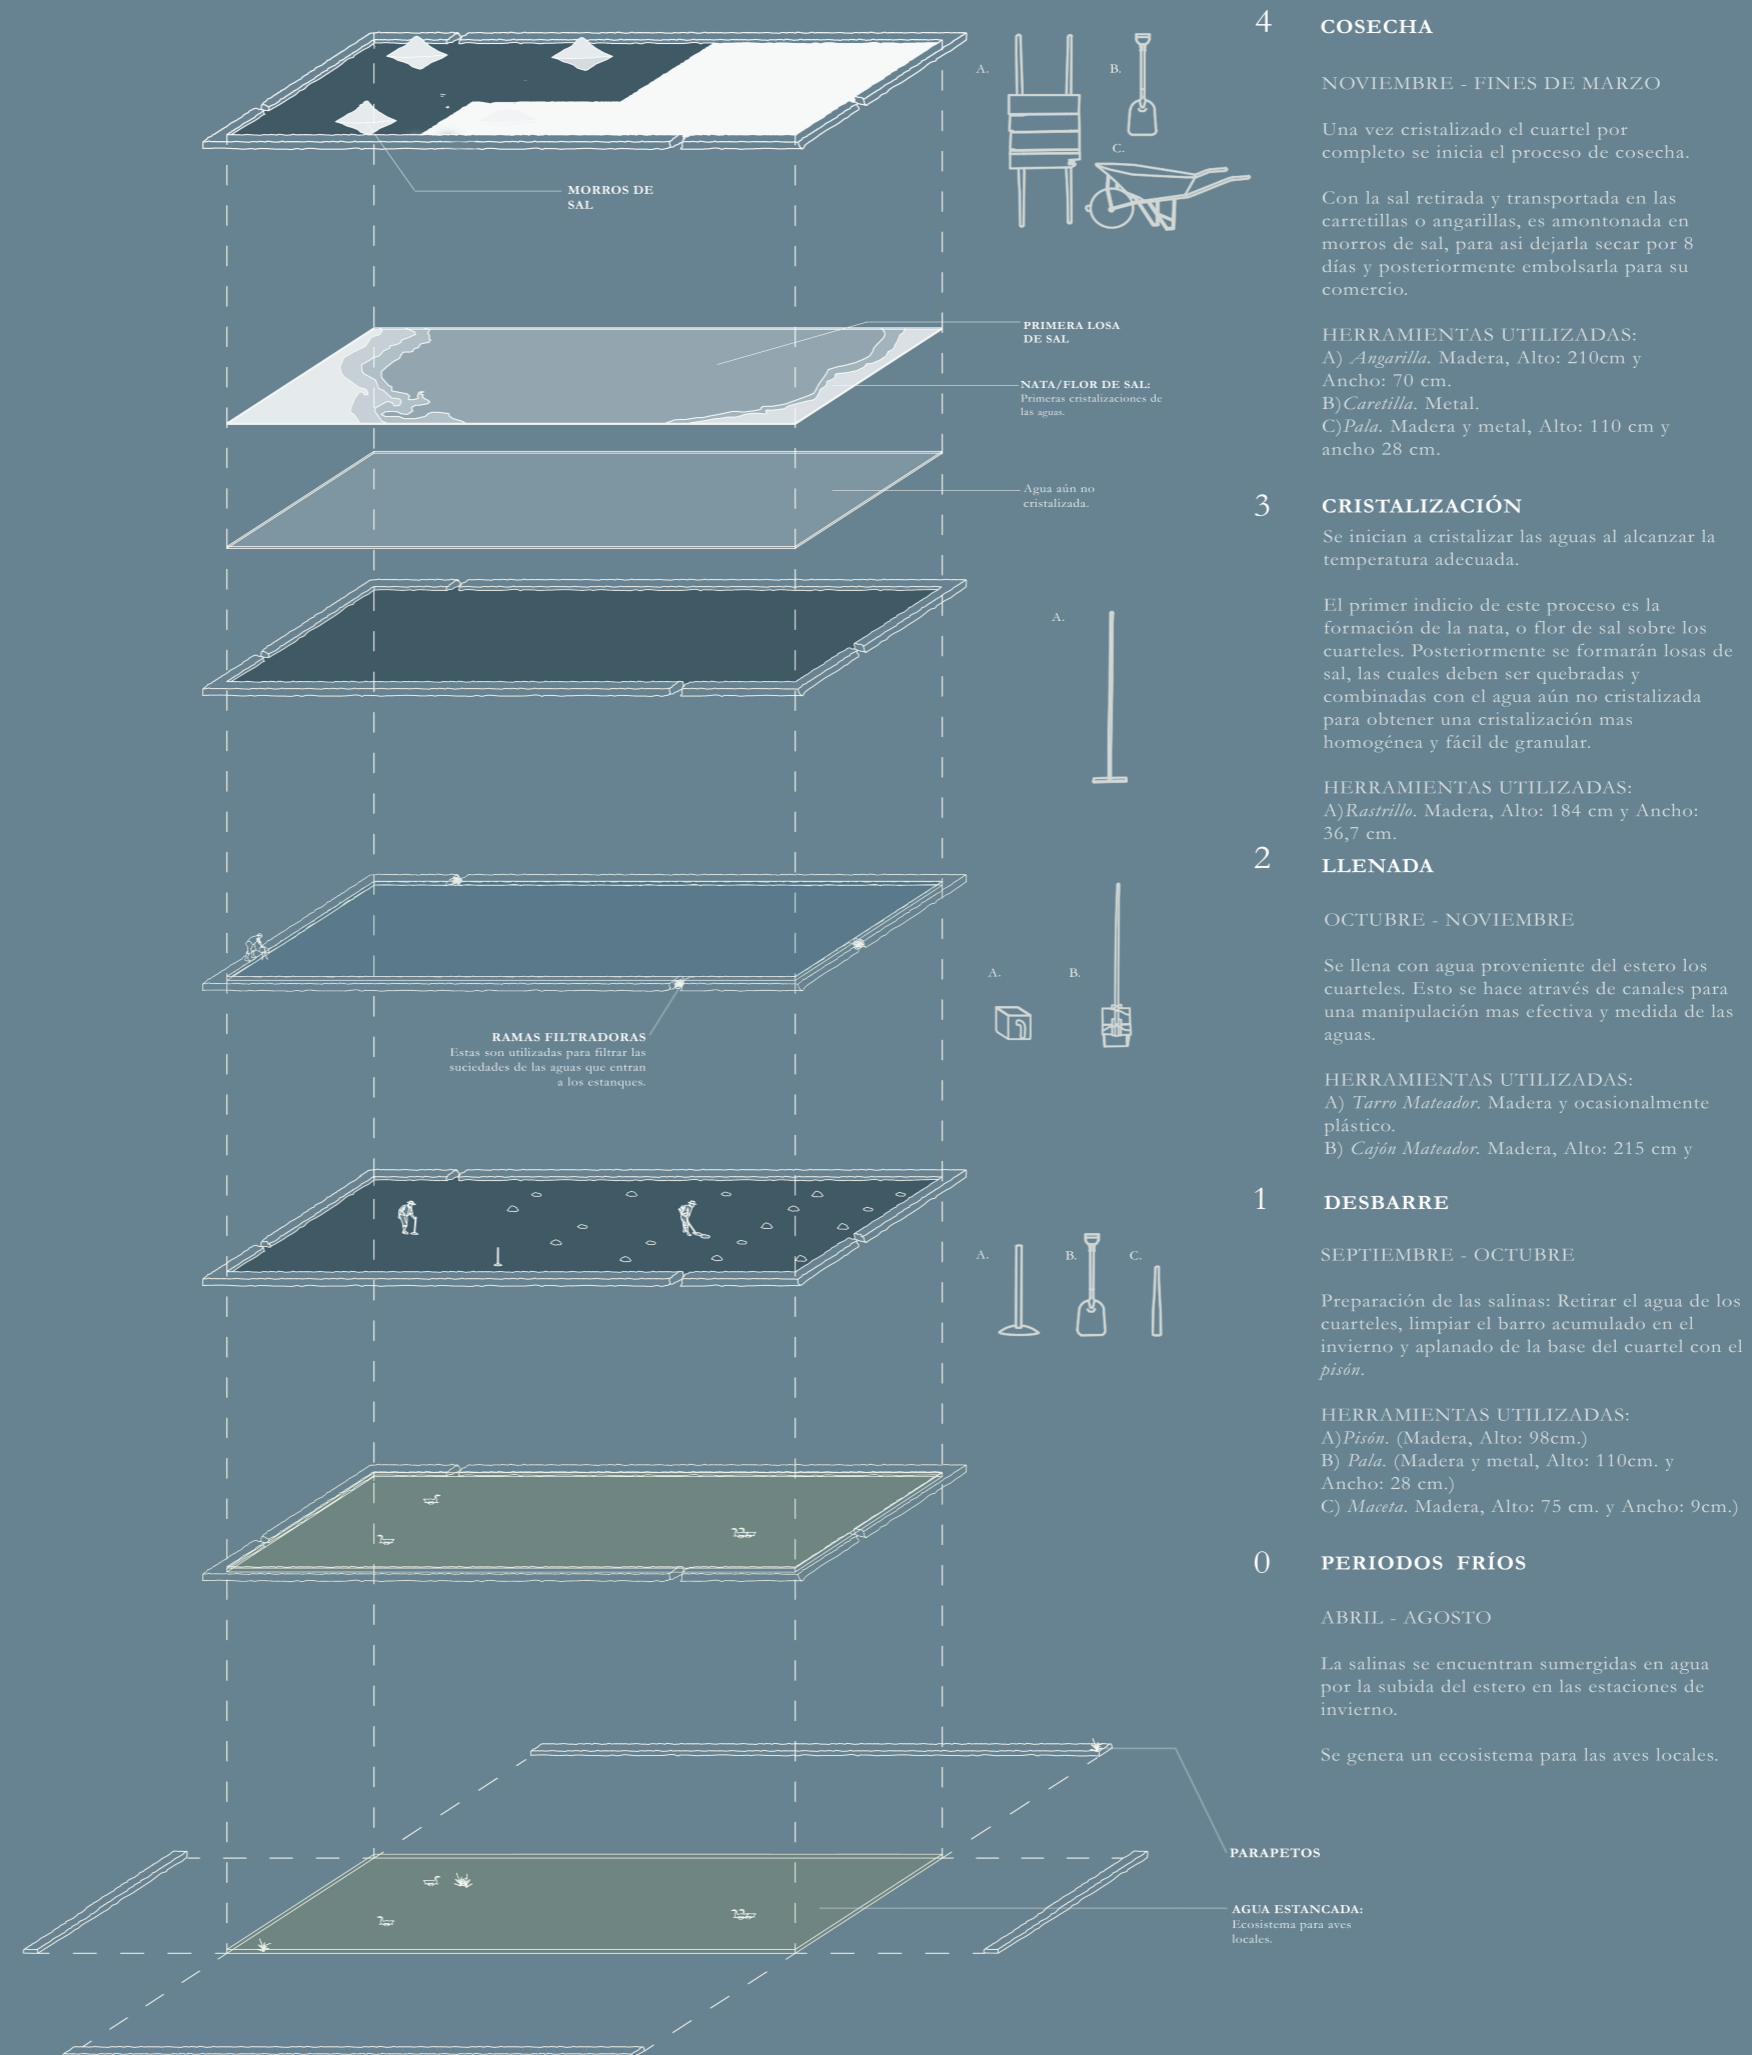 4
COSECHA
NOVIEMBRE - FINES DE MARZO
Una vez cristalizado el cuartel por
completo se inicia el proceso de cosecha.
Con la sal retirada y transportada en las
carretillas o angarillas, es amontonada en
morros de sal, para asi dejarla secar por 8
días y posteriormente embolsarla para su
comercio.
HERRAMIENTAS UTILIZADAS:
A) Angarilla. Madera, Alto: 210cm y
Ancho: 70 cm.
B)Caretilla. Metal.
C)Pala. Madera y metal, Alto: 110 cm y
ancho 28 cm.
A.
B.
C.
MORROS DE
SAL
PRIMERA LOSA
DE SAL
NATA/FLOR DE SAL:
Primeras cristalizaciones de
las aguas.
Agua aún no
cristalizada.
3
CRISTALIZACIÓN
Se inician a cristalizar las aguas al alcanzar la
temperatura adecuada.
El primer indicio de este proceso es la
formación de la nata, o flor de sal sobre los
cuarteles. Posteriormente se formarán losas de
sal, las cuales deben ser quebradas y
combinadas con el agua aún no cristalizada
para obtener una cristalización mas
homogénea y fácil de granular.
HERRAMIENTAS UTILIZADAS:
A)Rastrillo. Madera, Alto: 184 cm y Ancho:
36,7 cm.
A.
2
LLENADA
OCTUBRE - NOVIEMBRE
Se llena con agua proveniente del estero los
cuarteles. Esto se hace através de canales para
una manipulación mas efectiva y medida de las
aguas.
HERRAMIENTAS UTILIZADAS:
A) Tarro Mateador. Madera y ocasionalmente
plástico.
B) Cajón Mateador. Madera, Alto: 215 cm y
A.
B.
RAMAS FILTRADORAS
Estas son utilizadas para filtrar las
suciedades de las aguas que entran
a los estanques.
1
DESBARRE
SEPTIEMBRE - OCTUBRE
Preparación de las salinas: Retirar el agua de los
cuarteles, limpiar el barro acumulado en el
invierno y aplanado de la base del cuartel con el
pisón.
HERRAMIENTAS UTILIZADAS:
A)Pisón. (Madera, Alto: 98cm.)
B) Pala. (Madera y metal, Alto: 110cm. y
Ancho: 28 cm.)
C) Maceta. Madera, Alto: 75 cm. y Ancho: 9cm.)
A.
B.
C.
0
PERIODOS FRÍOS
ABRIL - AGOSTO
La salinas se encuentran sumergidas en agua
por la subida del estero en las estaciones de
invierno.
Se genera un ecosistema para las aves locales.
PARAPETOS
AGUA ESTANCADA:
Ecosistema para aves
locales.